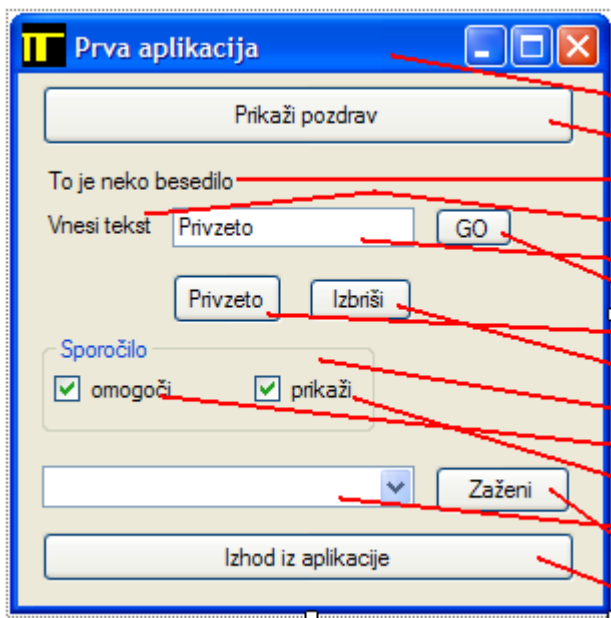 Prva aplikacija
Prikaži pozdrav
To je neko besedilo
Vnesi tekst Privzeto GO
Privzeto Izbriši
Sporočilo
omogoči prikaži
Zaženi
Izhod iz aplikacije